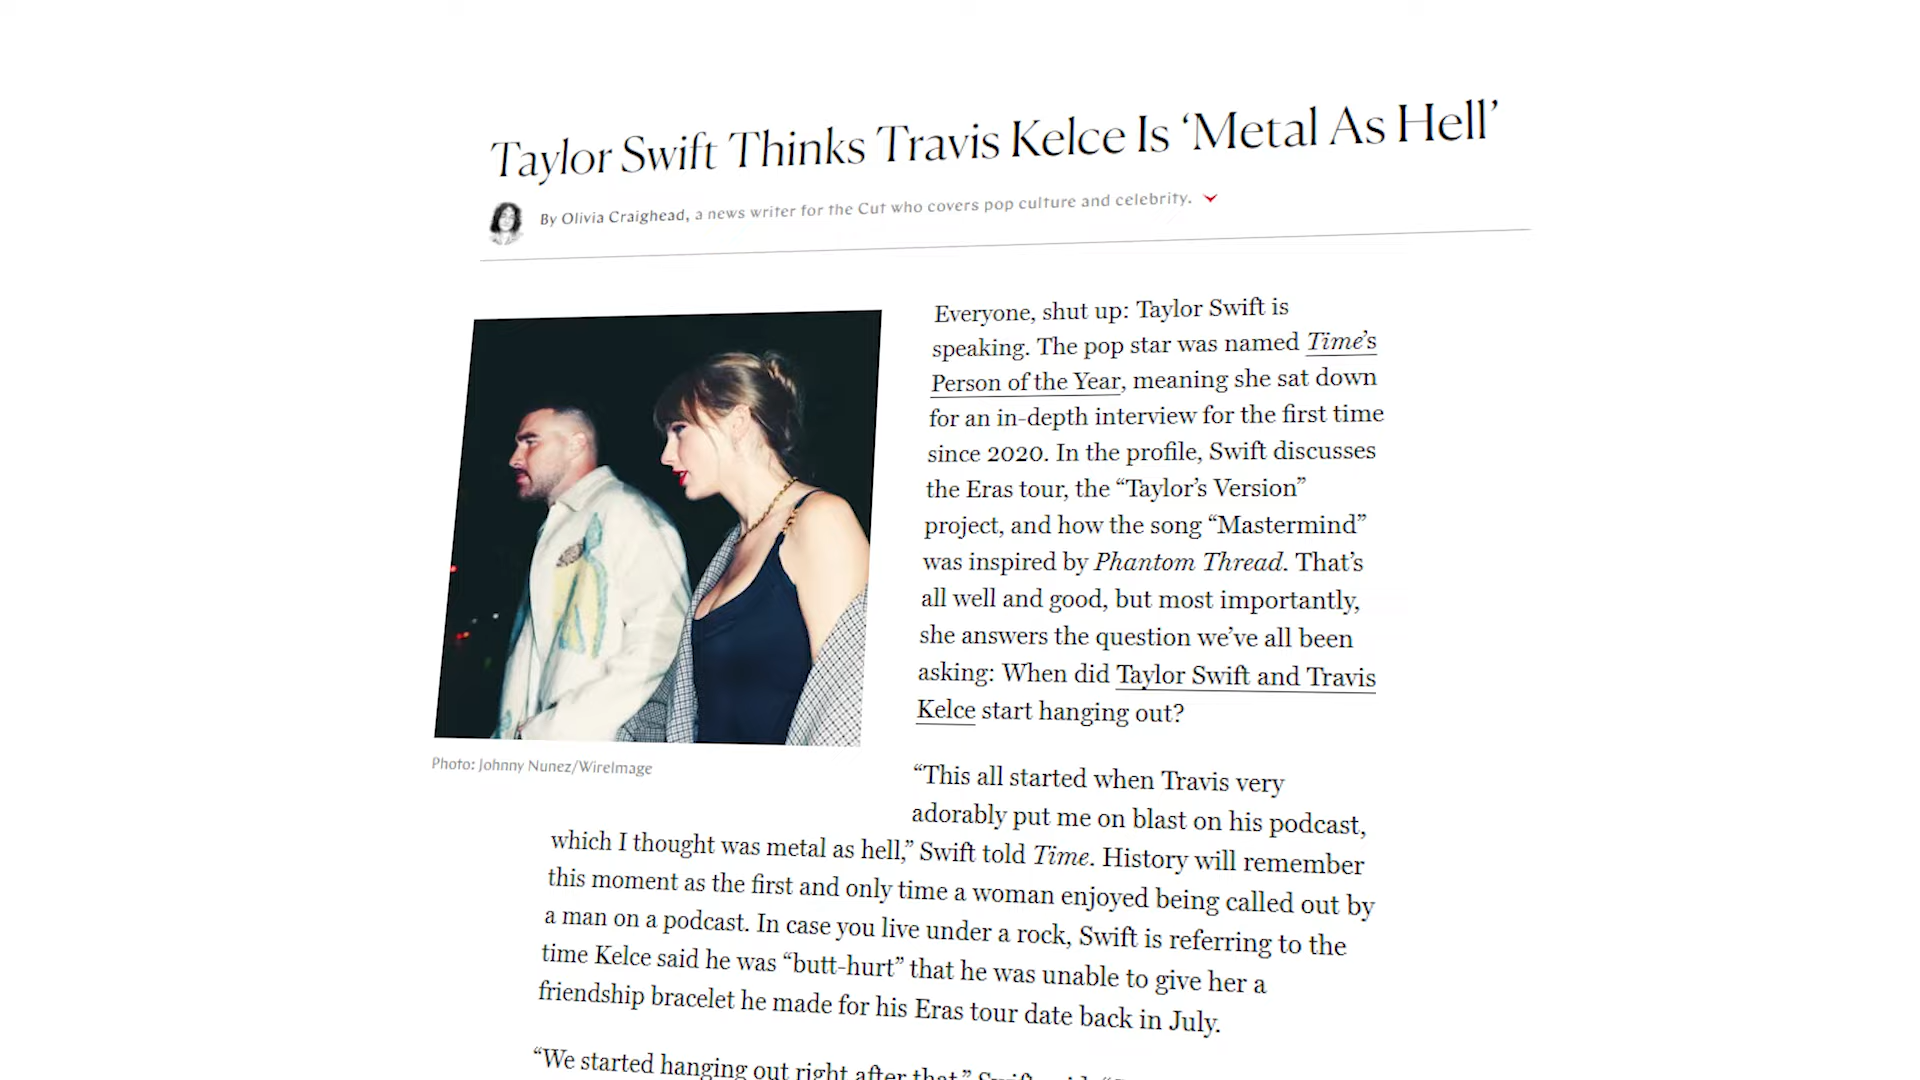 Taylor Swift Thinks Travis Kelce Is ‘Metal As Hell’
By Olivia Craighead, a news writer for the Cut who covers pop culture and celebrity.
Everyone, shut up: Taylor Swift is
speaking. The pop star was named Time’s
Person of the Year, meaning she sat down
for an in-depth interview for the first time
since 2020. In the profile, Swift discusses
the Eras tour, the “Taylor’s Version”
project, and how the song “Mastermind”
was inspired by Phantom Thread. That’s
all well and good, but most importantly,
she answers the question we’ve all been
asking: When did Taylor Swift and Travis
Kelce start hanging out?
Photo: Johnny Nunez/WireImage
“This all started when Travis very
adorably put me on blast on his podcast,
which I thought was metal as hell,” Swift told Time. History will remember
this moment as the first and only time a woman enjoyed being called out by
a man on a podcast. In case you live under a rock, Swift is referring to the
time Kelce said he was “butt-hurt” that he was unable to give her a
friendship bracelet he made for his Eras tour date back in July.
“We started hanging out right after that,” Swift